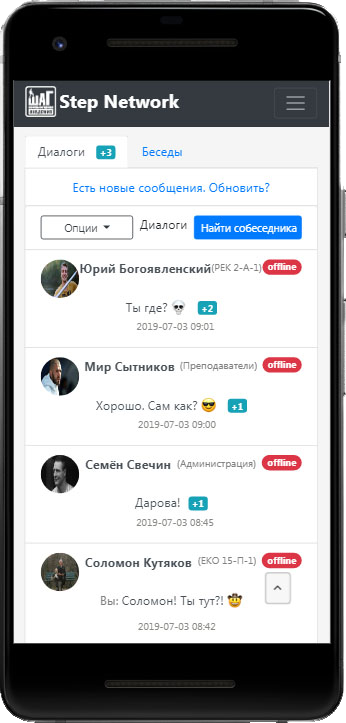 ШАГ Step Network
Диалоги +3 Беседы
Есть новые сообщения. Обновить?
Опции Диалоги Найти собеседника
Юрий Богоявленский (РЕК 2-А-1) offline
Ты где? 💀 +2
2019-07-03 09:01
Мир Сытников (Преподаватели) offline
Хорошо. Сам как? 😎 +1
2019-07-03 09:00
Семён Свечин (Администрация) offline
Дарова! +1
2019-07-03 08:45
Соломон Кутяков (ЕКО 15-П-1) offline
Вы: Соломон! Ты тут?! 🤠
2019-07-03 08:42